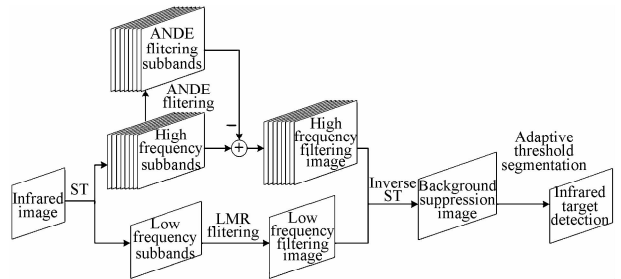 ANDE
flitering
subbands
ANDE
flitering
High
frequency
subbands
−
+
High
frequency
filtering
image
Adaptive
threshold
segmentation
Infrared
image
ST
Inverse
ST
Background
suppression
image
Infrared
target
detection
Low
frequency
subbands
LMR
flitering
Low
frequency
filtering
image